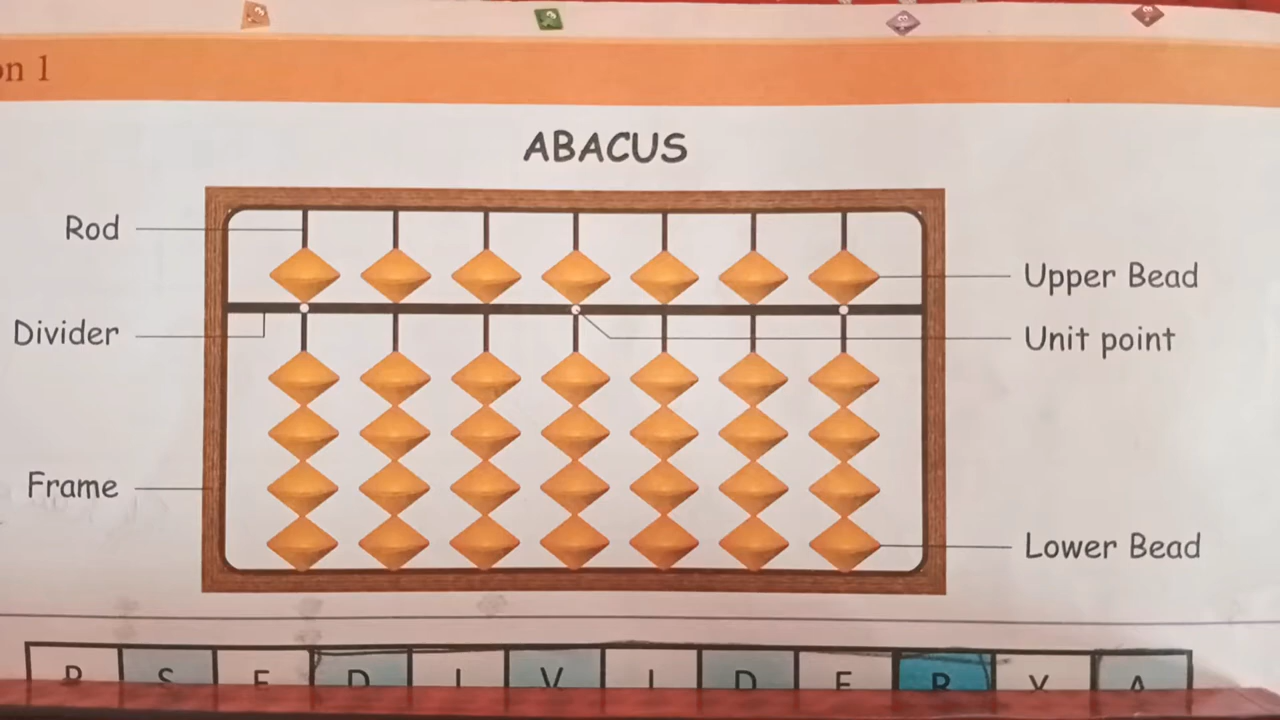 on 1
ABACUS
Rod
Upper Bead
Divider
Unit point
Frame
Lower Bead
P S E D I V I D E R Y A